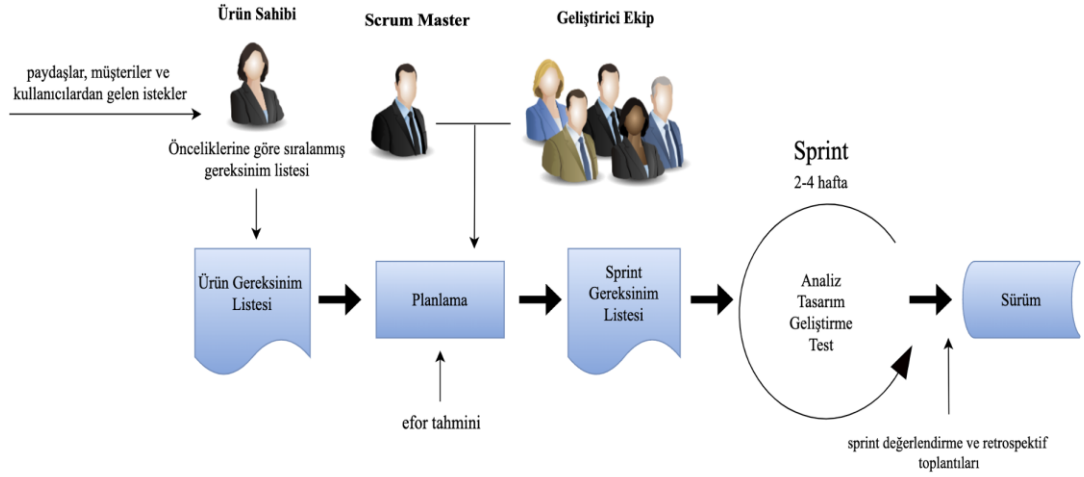 Ürün Sahibi
Scrum Master
Geliştirici Ekip
paydaşlar, müşteriler ve
kullanıcılardan gelen istekler
Önceliklerine göre sıralanmış
gereksinim listesi
Sprint
2-4 hafta
Ürün Gereksinim
Listesi
Planlama
Sprint
Gereksinim
Listesi
Analiz
Tasarım
Geliştirme
Test
Sürüm
efor tahmini
sprint değerlendirme ve retrospektif
toplantıları